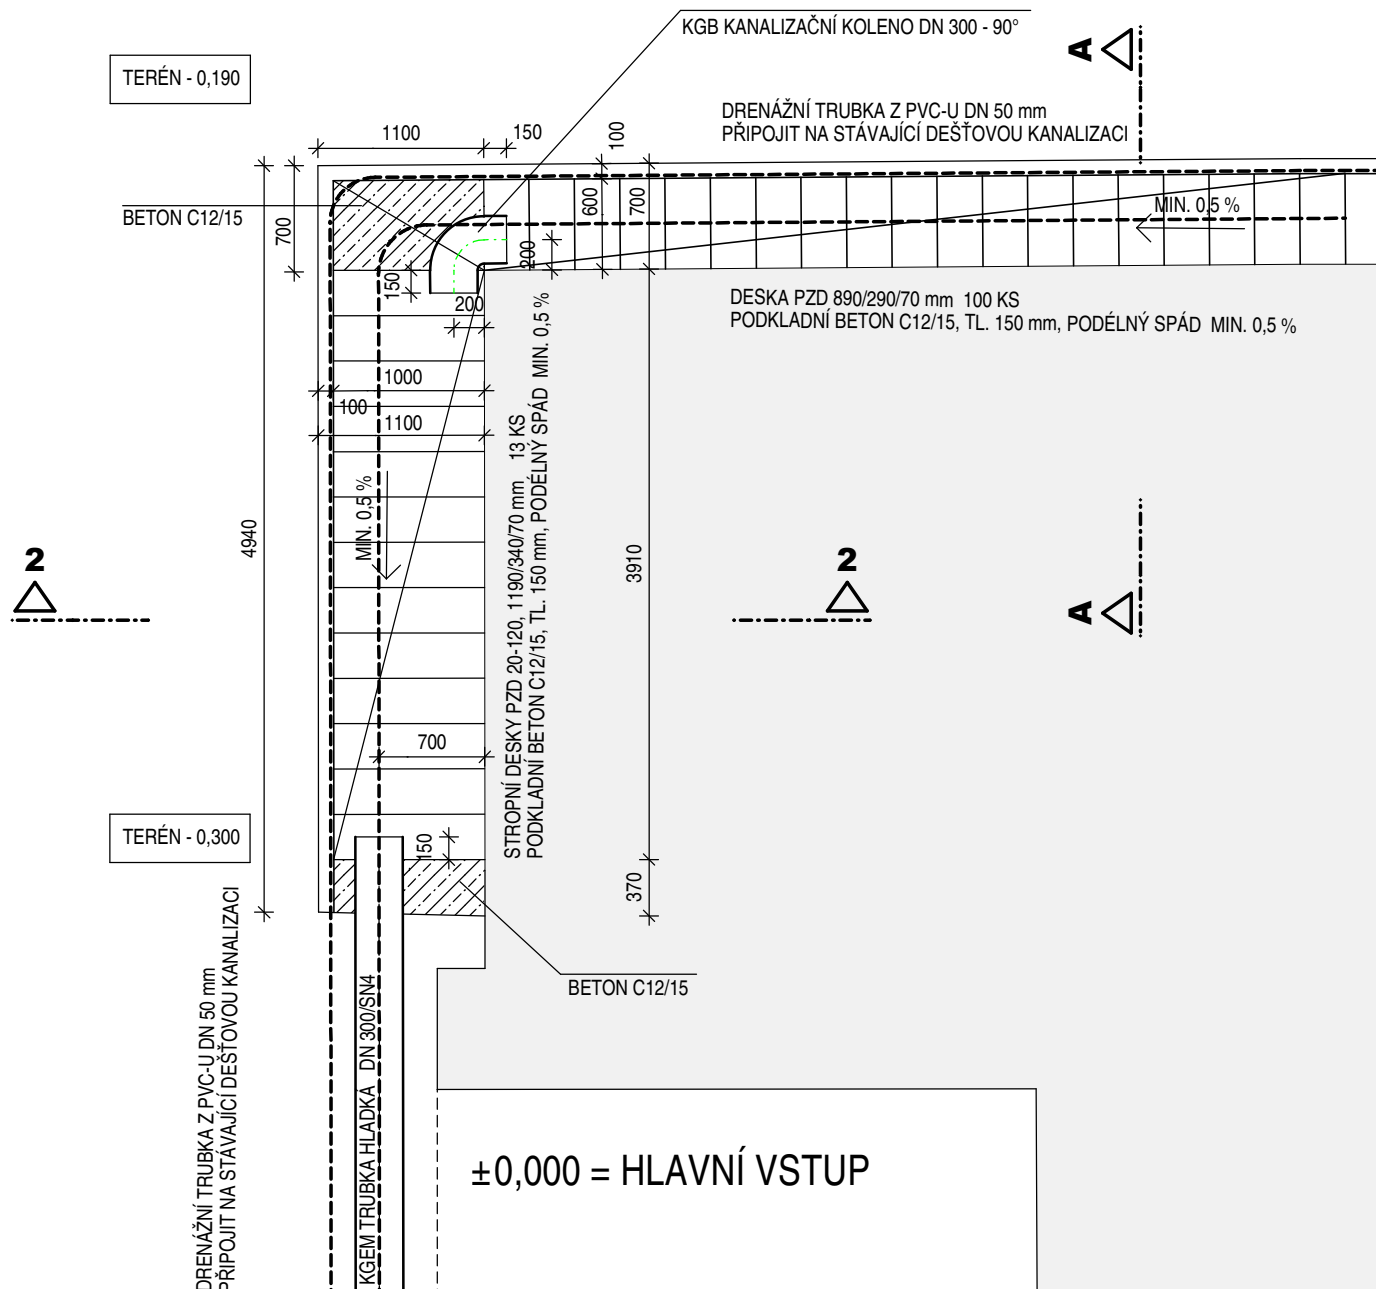 KGB KANALIZAČNÍ KOLENO DN 300 - 90°
A
TERÉN - 0,190
DRENÁŽNÍ TRUBKA Z PVC-U DN 50 mm
PŘIPOJIT NA STÁVAJÍCÍ DEŠŤOVOU KANALIZACI
1100
150
100
BETON C12/15
700
600
700
MIN. 0,5 %
150
200
200
DESKA PZD 890/290/70 mm 100 KS
PODKLADNÍ BETON C12/15, TL. 150 mm, PODÉLNÝ SPÁD MIN. 0,5 %
1000
100
1100
4940
MIN. 0,5 %
STROPNÍ DESKY PZD 20-120, 1190/340/70 mm 13 KS
PODKLADNÍ BETON C12/15, TL. 150 mm, PODÉLNÝ SPÁD MIN. 0,5 %
3910
2
2
A
700
TERÉN - 0,300
150
370
BETON C12/15
DRENÁŽNÍ TRUBKA Z PVC-U DN 50 mm
PŘIPOJIT NA STÁVAJÍCÍ DEŠŤOVOU KANALIZACI
KGEM TRUBKA HLADKA DN 300/SN4
±0,000 = HLAVNÍ VSTUP